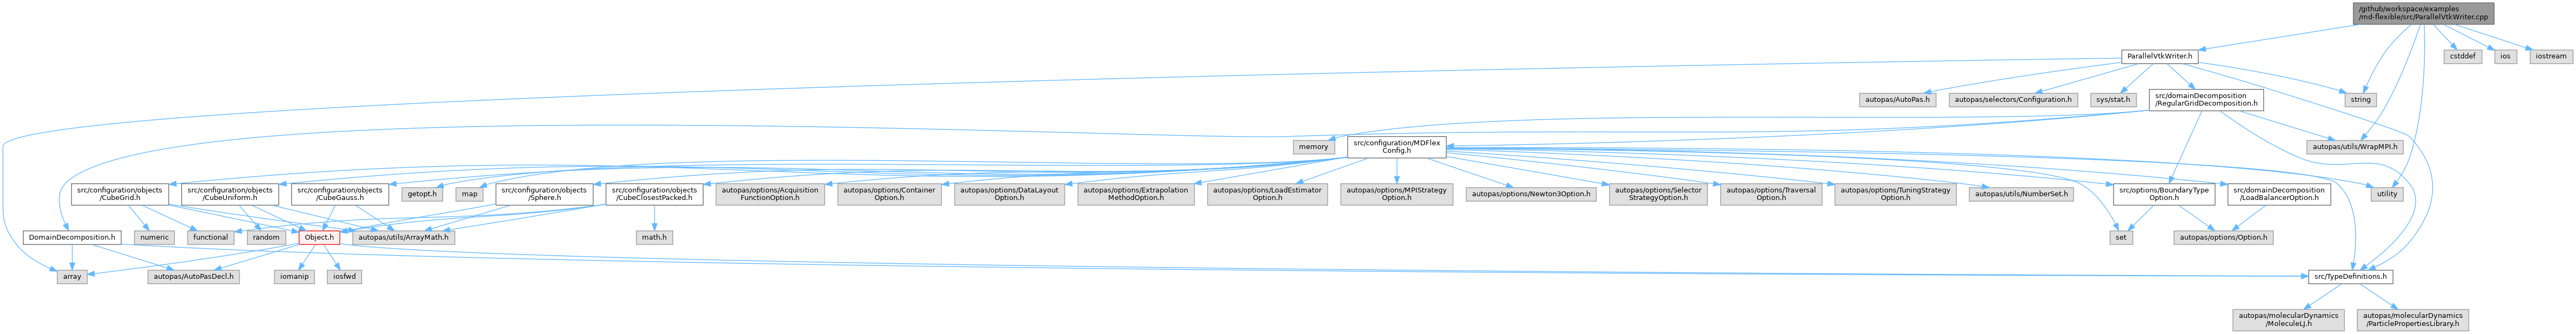 /github/workspace/examples
/md-flexible/src/ParallelVtkWriter.cpp
ParallelVtkWriter.h
cstddef
ios
iostream
autopas/AutoPas.h
autopas/selectors/Configuration.h
sys/stat.h
src/domainDecomposition
/RegularGridDecomposition.h
string
memory
src/configuration/MDFlex
Config.h
autopas/utils/WrapMPI.h
src/configuration/objects
/CubeGrid.h
src/configuration/objects
/CubeUniform.h
src/configuration/objects
/CubeGauss.h
getopt.h
map
src/configuration/objects
/Sphere.h
src/configuration/objects
/CubeClosestPacked.h
autopas/options/Acquisition
FunctionOption.h
autopas/options/Container
Option.h
autopas/options/DataLayout
Option.h
autopas/options/Extrapolation
MethodOption.h
autopas/options/LoadEstimator
Option.h
autopas/options/MPIStrategy
Option.h
autopas/options/Newton3Option.h
autopas/options/Selector
StrategyOption.h
autopas/options/Traversal
Option.h
autopas/options/TuningStrategy
Option.h
autopas/utils/NumberSet.h
src/options/BoundaryType
Option.h
src/domainDecomposition
/LoadBalancerOption.h
utility
DomainDecomposition.h
numeric
functional
random
Object.h
autopas/utils/ArrayMath.h
math.h
set
autopas/options/Option.h
array
autopas/AutoPasDecl.h
iomanip
iosfwd
src/TypeDefinitions.h
autopas/molecularDynamics
/MoleculeLJ.h
autopas/molecularDynamics
/ParticlePropertiesLibrary.h